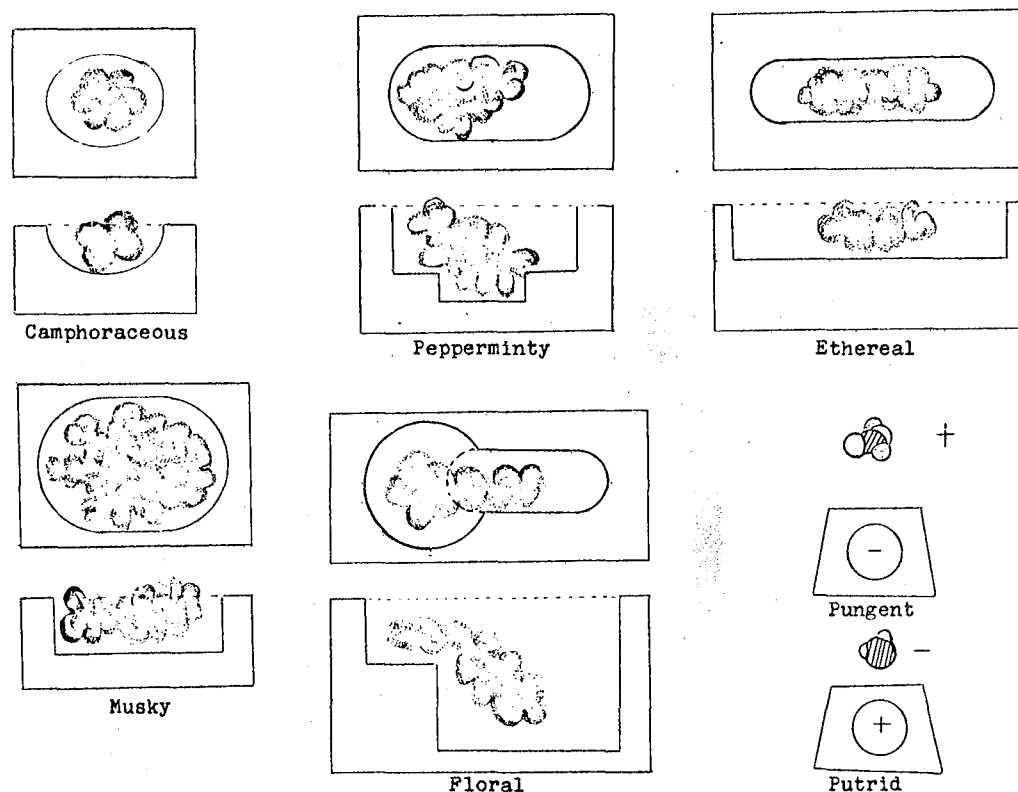 Camphoraceous
Pepperminty
Ethereal
+
-
Pungent
Musky
-
+
Floral
Putrid